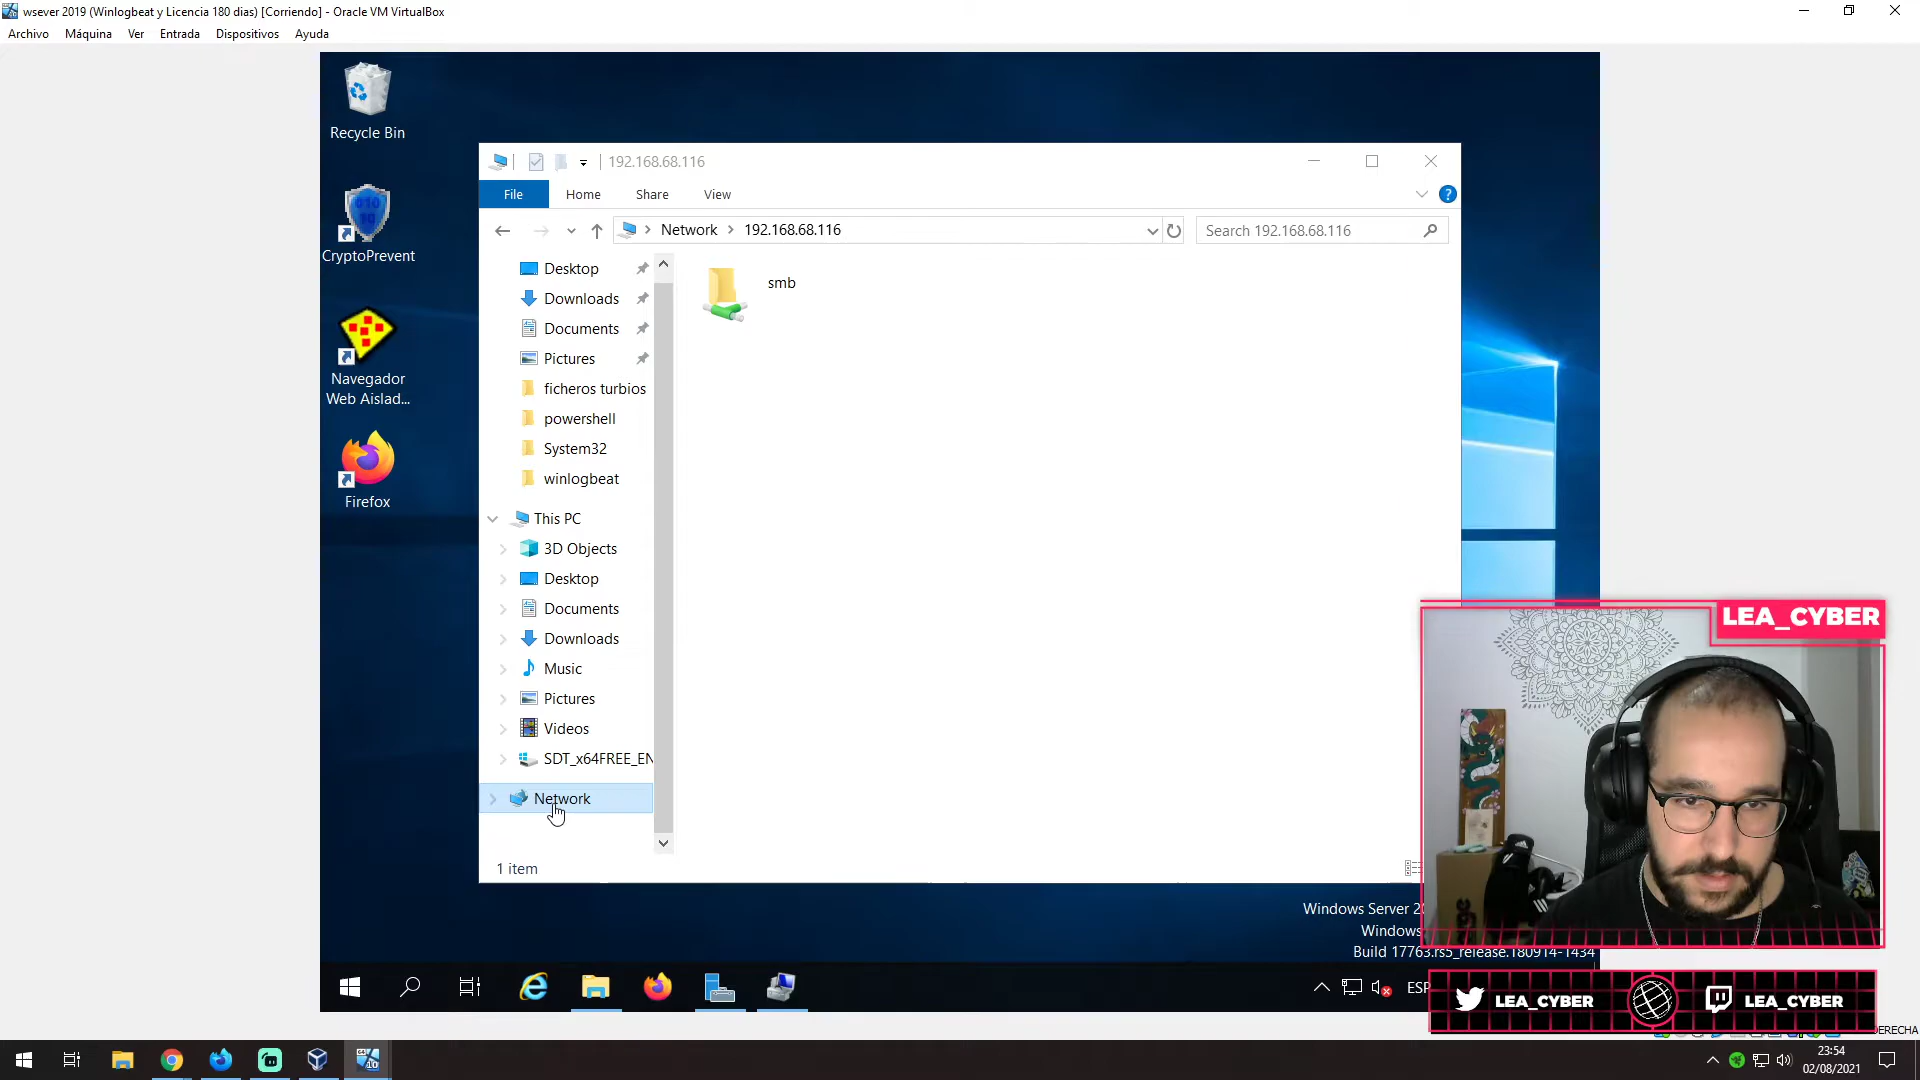 wsever 2019 (Winlogbeat y Licencia 180 dias) [Corriendo] - Oracle VM VirtualBox
Archivo Máquina Ver Entrada Dispositivos Ayuda
Recycle Bin
CryptoPrevent
Navegador
Web Aislad...
Firefox
192.168.68.116
File Home Share View
Network 192.168.68.116
Search 192.168.68.116
Desktop
Downloads
Documents
Pictures
ficheros turbios
powershell
System32
winlogbeat
This PC
3D Objects
Desktop
Documents
Downloads
Music
Pictures
Videos
SDT_x64FREE_EN
Network
smb
1 item
Windows Server 2
Windows
Build 17763.rs5_release.180914-1434
ESP
LEA_CYBER
LEA_CYBER
LEA_CYBER
DERECHA
23:54
02/08/2021